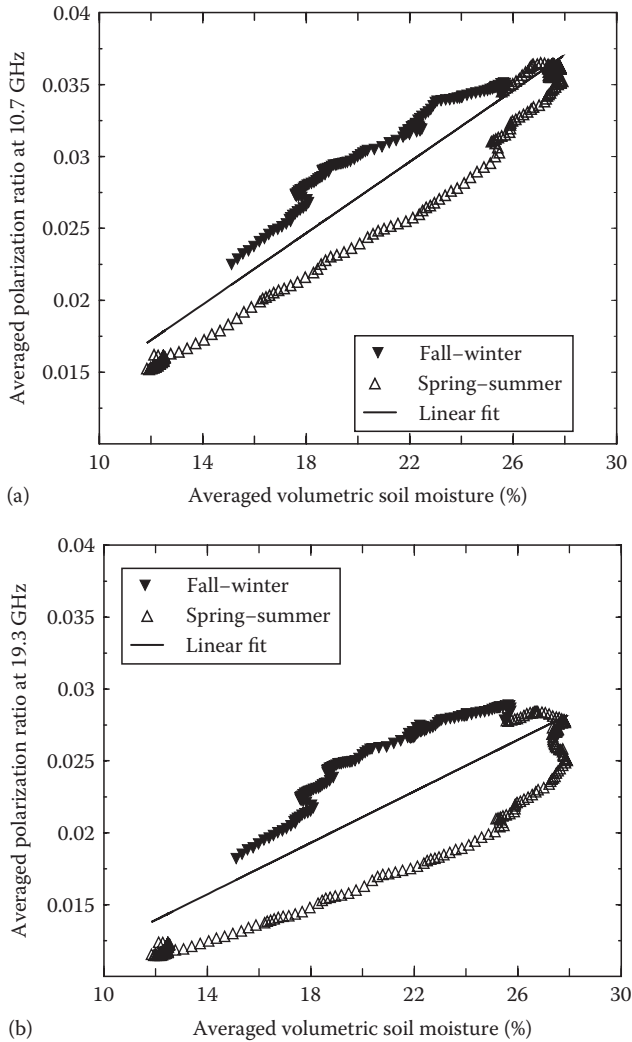 0.04
0.035
0.03
0.025
0.02
0.015
Averaged polarization ratio at 10.7 GHz
Fall–winter
Spring–summer
Linear fit
10 14 18 22 26 30
(a) Averaged volumetric soil moisture (%)
0.04
0.035
0.03
0.025
0.02
0.015
Averaged polarization ratio at 19.3 GHz
Fall–winter
Spring–summer
Linear fit
10 14 18 22 26 30
(b) Averaged volumetric soil moisture (%)